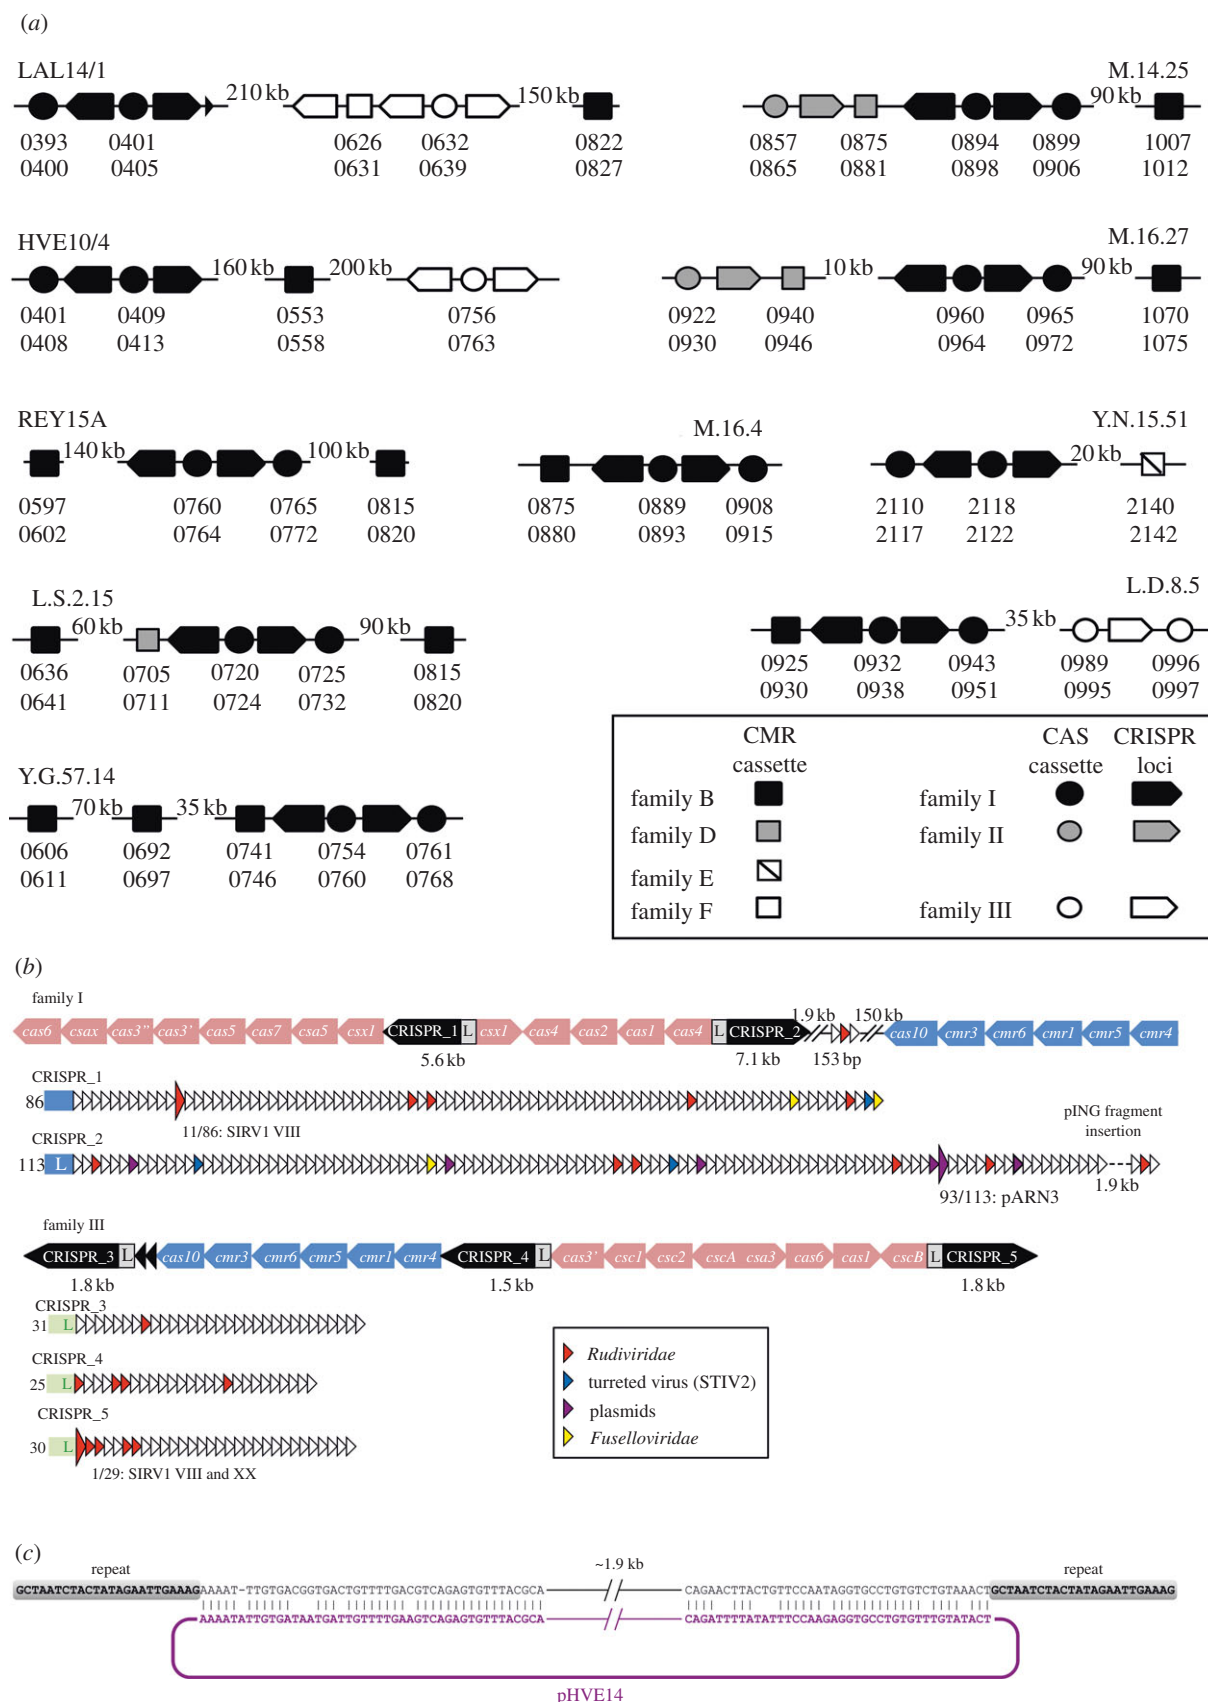 (a)
LAL14/1
M.14.25
210 kb
150 kb
90 kb
0393 0401 0626 0632 0822
0400 0405 0631 0639 0827
0857 0875 0894 0899 1007
0865 0881 0898 0906 1012
HVE10/4
M.16.27
160 kb
200 kb
10 kb
90 kb
0401 0409 0553 0756
0408 0413 0558 0763
0922 0940 0960 0965 1070
0930 0946 0964 0972 1075
REY15A
M.16.4
Y.N.15.51
140 kb
100 kb
20 kb
0597 0760 0765 0815
0602 0764 0772 0820
0875 0889 0908
0880 0893 0915
2110 2118 2140
2117 2122 2142
L.S.2.15
L.D.8.5
60 kb
90 kb
35 kb
0636 0705 0720 0725 0815
0641 0711 0724 0732 0820
0925 0932 0943 0989 0996
0930 0938 0951 0995 0997
Y.G.57.14
70 kb
35 kb
0606 0692 0741 0754 0761
0611 0697 0746 0760 0768
CMR cassette
CAS cassette
CRISPR loci
family B
family I
family D
family II
family E
family F
family III
(b)
family I
cas6 csax cas3" cas3' cas5 cas7 csa5 csx1 CRISPR_1 L csx1 cas4 cas2 cas1 cas4 L CRISPR_2 1.9 kb 150 kb cas10 cmr3 cmr6 cmr1 cmr5 cmr4
5.6 kb
7.1 kb
153 bp
CRISPR_1
86
11/86: SIRV1 VIII
pING fragment
insertion
CRISPR_2
113 L
93/113: pARN3
1.9 kb
family III
CRISPR_3 L cas10 cmr3 cmr6 cmr5 cmr1 cmr4 CRISPR_4 L cas3' csc1 csc2 cscA csa3 cas6 cas1 cscB L CRISPR_5
1.8 kb
1.5 kb
1.8 kb
CRISPR_3
31 L
CRISPR_4
25 L
CRISPR_5
30 L
1/29: SIRV1 VIII and XX
Rudiviridae
turreted virus (STIV2)
plasmids
Fuselloviridae
(c)
repeat
~1.9 kb
repeat
GCTAATCTACTATAGAATTGAAAGAAAAT-TTGTGACGGTGACTGTTTTGACGTCAGAGTGTTTACGCA
CAGAACTTACTGTTCCAATAGGTGCCTGTGTCTGTAAACTGCTAATCTACTATAGAATTGAAAG
AAAATATTGTGATAATGATTGTTTTGAAGTCAGAGTGTTTACGCA
CAGATTTTATATTTCCAAGAGGTGCCTGTGTTTGTATACT
pHVE14